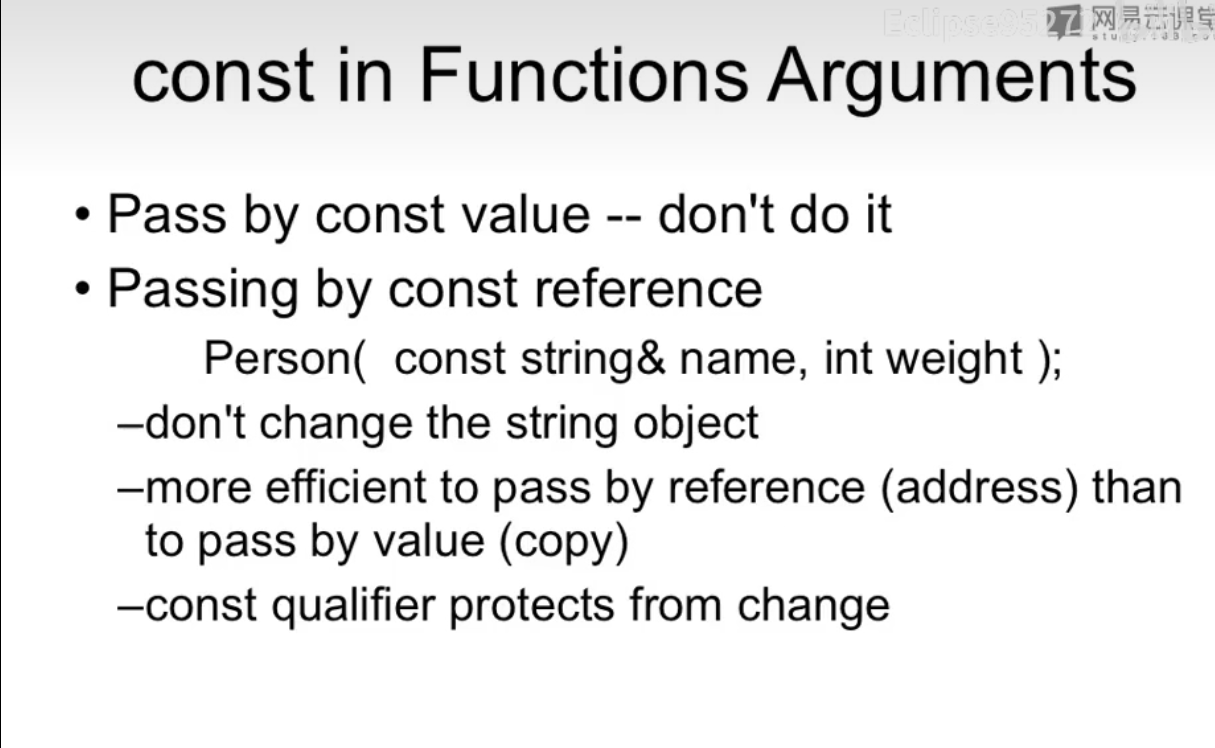 网易云课堂
const in Functions Arguments
• Pass by const value -- don't do it
• Passing by const reference
Person( const string& name, int weight );
–don't change the string object
–more efficient to pass by reference (address) than
to pass by value (copy)
–const qualifier protects from change